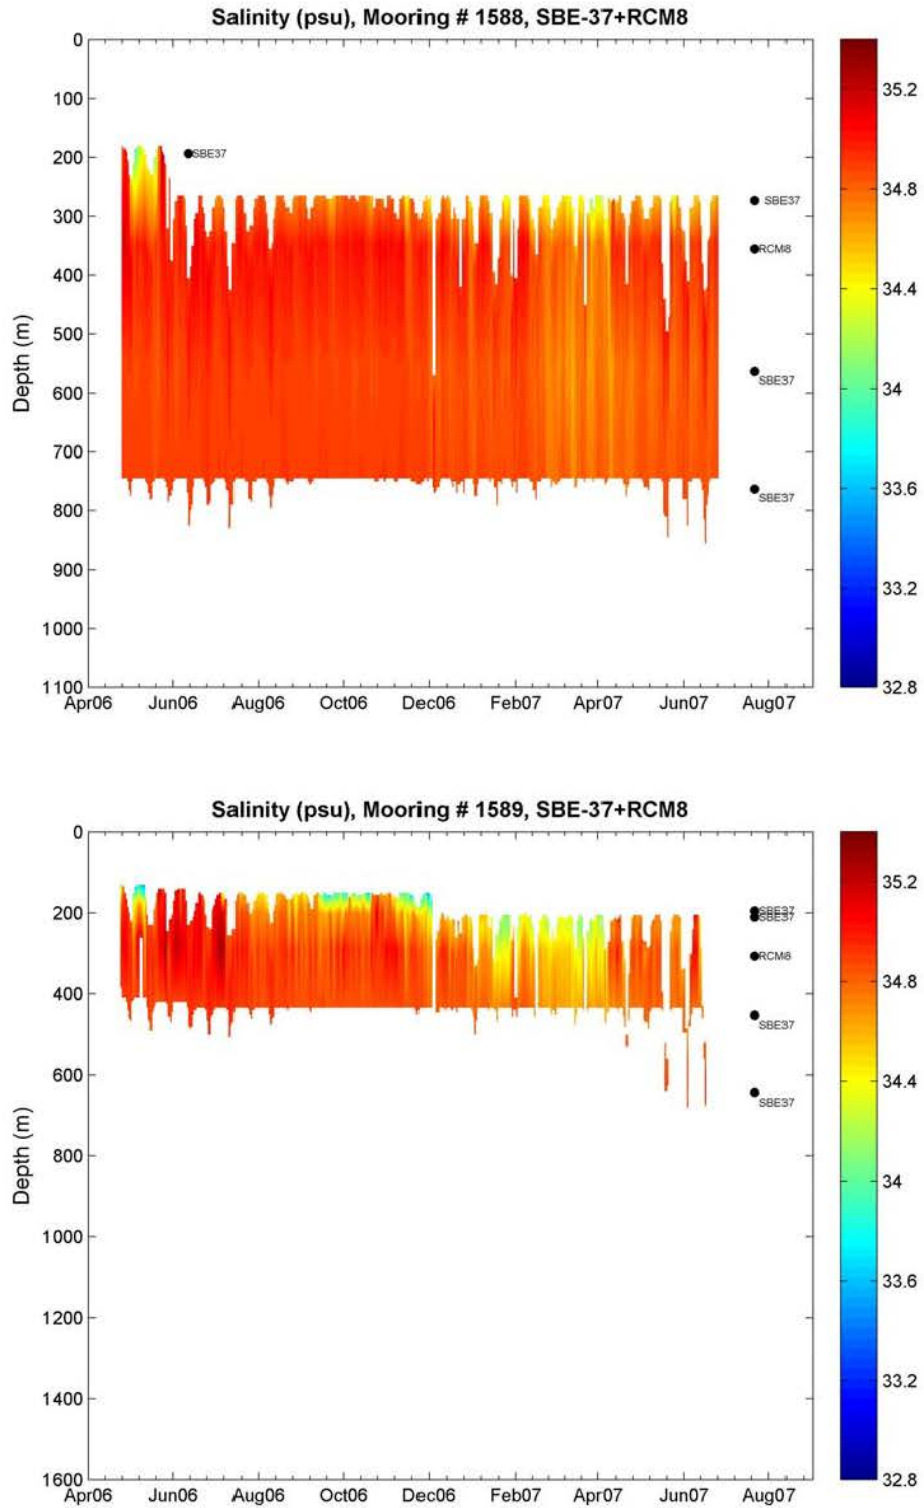 Salinity (psu), Mooring # 1588, SBE-37+RCM8
0
100
200
300
400
500
600
700
800
900
1000
1100
Depth (m)
SBE37
SBE37
RCM8
SBE37
SBE37
Apr06 Jun06 Aug06 Oct06 Dec06 Feb07 Apr07 Jun07 Aug07
35.2
34.8
34.4
34
33.6
33.2
32.8
Salinity (psu), Mooring # 1589, SBE-37+RCM8
0
200
400
600
800
1000
1200
1400
1600
Depth (m)
SBE37
SBE37
RCM8
SBE37
SBE37
Apr06 Jun06 Aug06 Oct06 Dec06 Feb07 Apr07 Jun07 Aug07
35.2
34.8
34.4
34
33.6
33.2
32.8